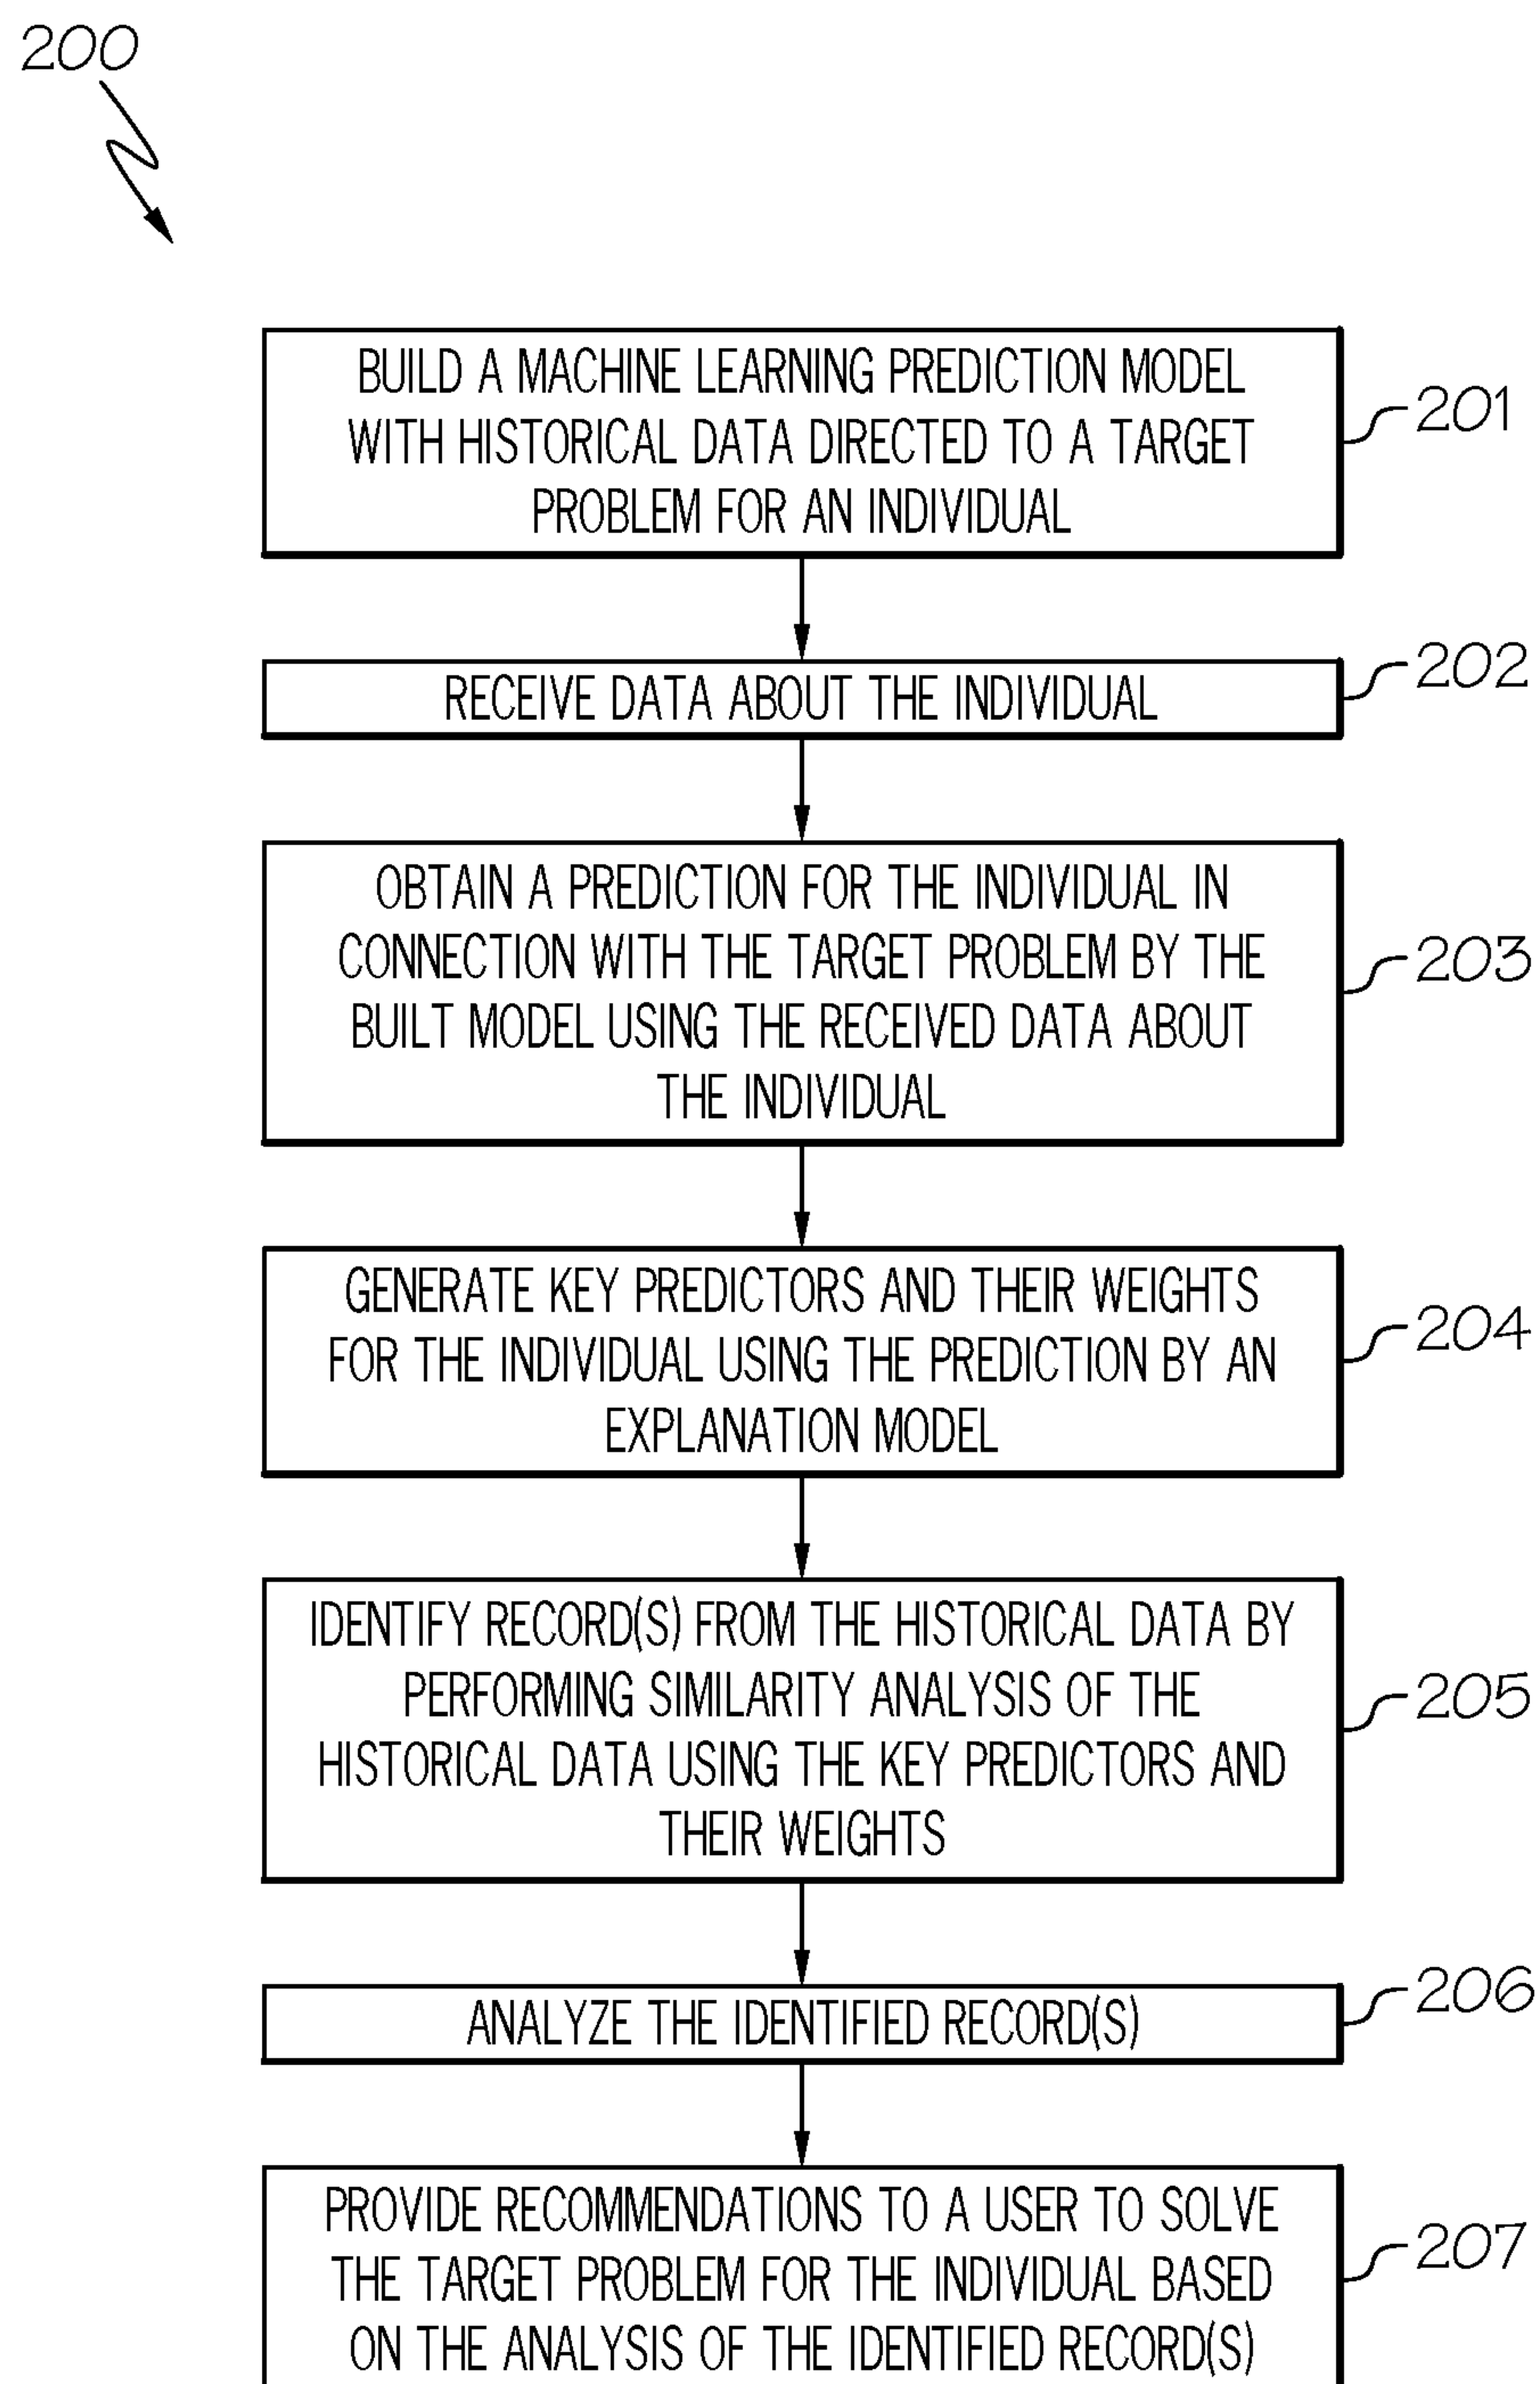 200
BUILD A MACHINE LEARNING PREDICTION MODEL
WITH HISTORICAL DATA DIRECTED TO A TARGET
PROBLEM FOR AN INDIVIDUAL
201
RECEIVE DATA ABOUT THE INDIVIDUAL
202
OBTAIN A PREDICTION FOR THE INDIVIDUAL IN
CONNECTION WITH THE TARGET PROBLEM BY THE
BUILT MODEL USING THE RECEIVED DATA ABOUT
THE INDIVIDUAL
203
GENERATE KEY PREDICTORS AND THEIR WEIGHTS
FOR THE INDIVIDUAL USING THE PREDICTION BY AN
EXPLANATION MODEL
204
IDENTIFY RECORD(S) FROM THE HISTORICAL DATA BY
PERFORMING SIMILARITY ANALYSIS OF THE
HISTORICAL DATA USING THE KEY PREDICTORS AND
THEIR WEIGHTS
205
ANALYZE THE IDENTIFIED RECORD(S)
206
PROVIDE RECOMMENDATIONS TO A USER TO SOLVE
THE TARGET PROBLEM FOR THE INDIVIDUAL BASED
ON THE ANALYSIS OF THE IDENTIFIED RECORD(S)
207